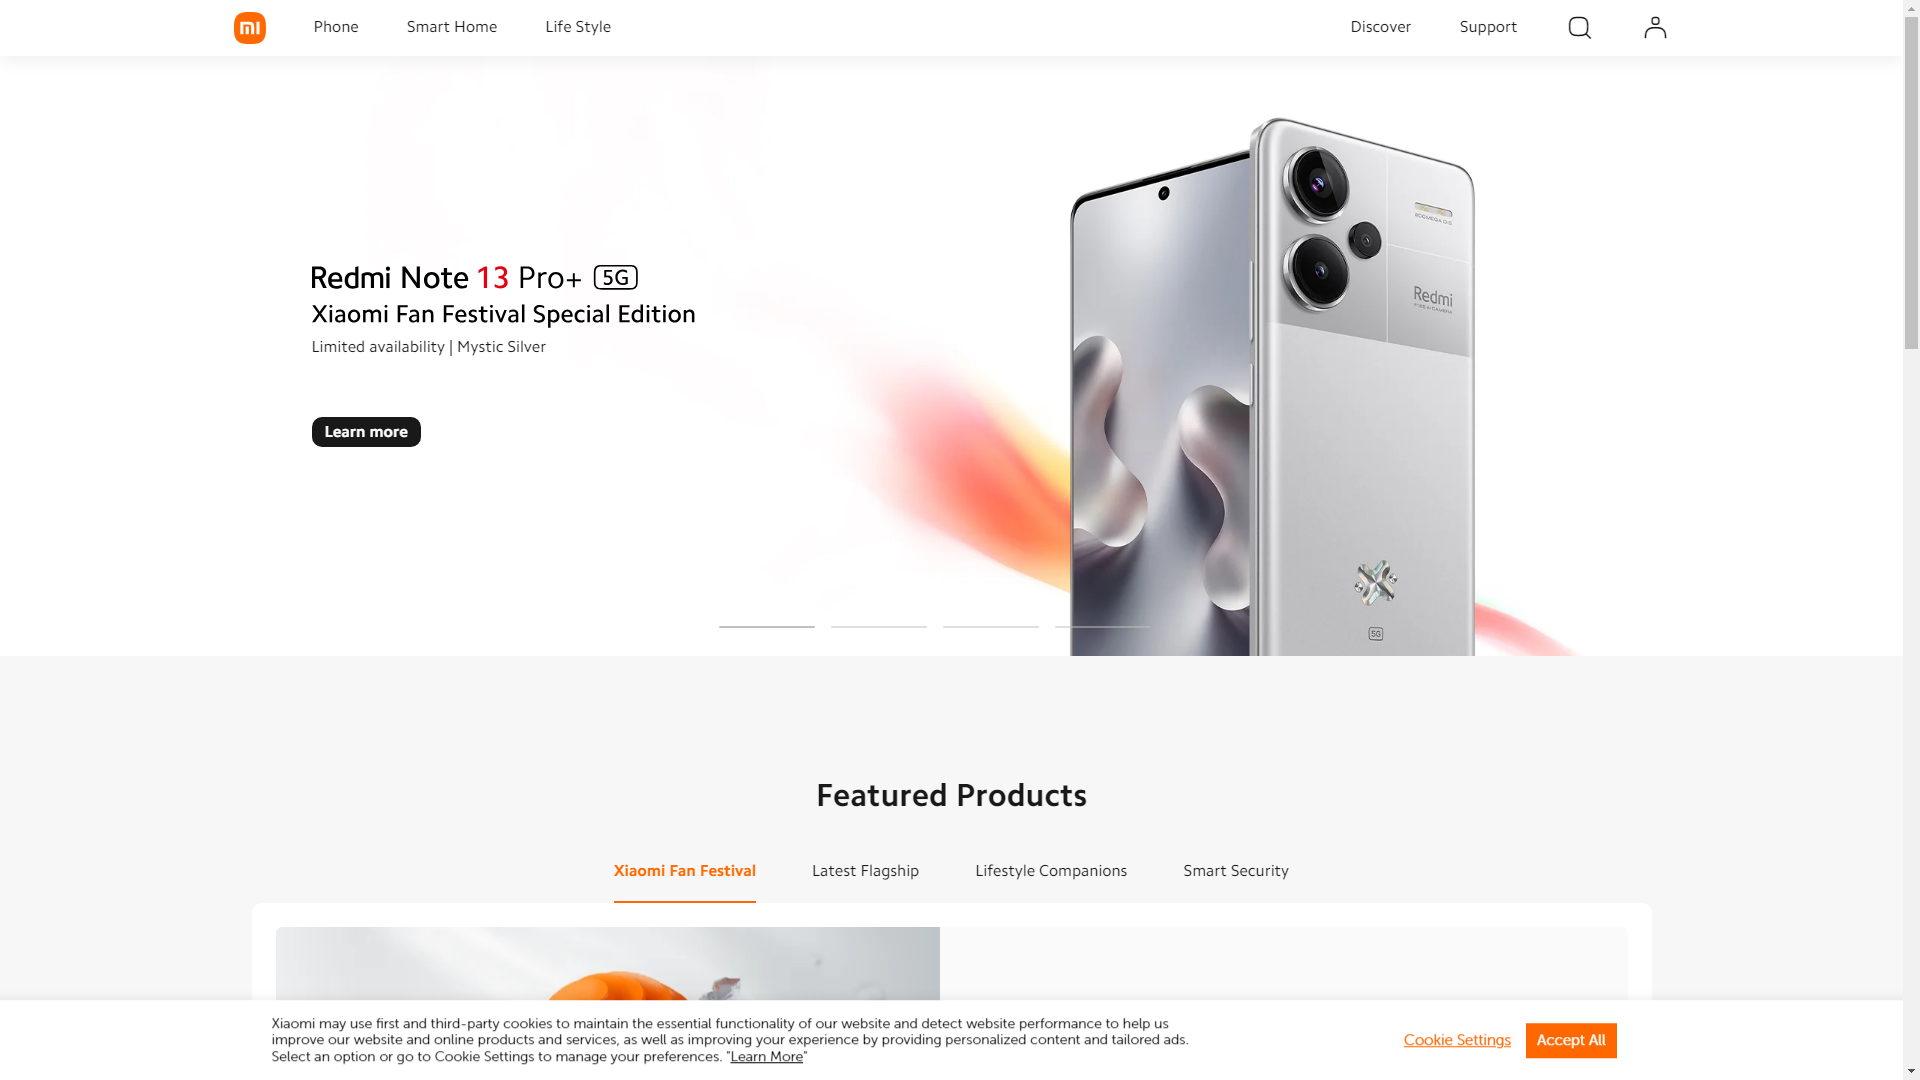 Phone Smart Home Life Style Discover Support
Redmi Note 13 Pro+ 5G
Xiaomi Fan Festival Special Edition
Limited availability | Mystic Silver
Learn more
200MEGA OIS
Redmi
5G
Featured Products
Xiaomi Fan Festival Latest Flagship Lifestyle Companions Smart Security
Xiaomi may use first and third-party cookies to maintain the essential functionality of our website and detect website performance to help us
improve our website and online products and services, as well as improving your experience by providing personalized content and tailored ads.
Select an option or go to Cookie Settings to manage your preferences. "Learn More"
Cookie Settings Accept All